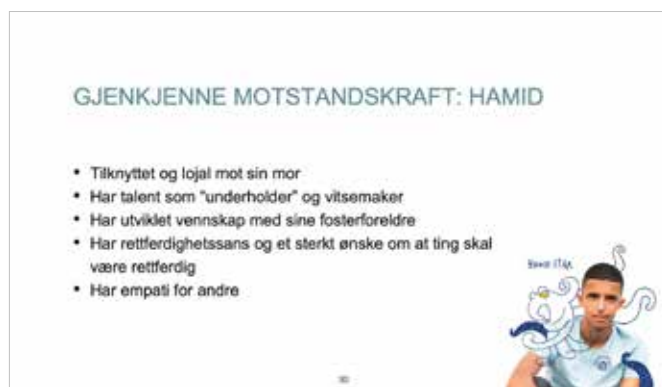 GJENKJENNE MOTSTANDSKRAFT: HAMID
• Tilknyttet og lojal mot sin mor
• Har talent som "underholder" og vitsemaker
• Har utviklet vennskap med sine fosterforeldre
• Har rettferdighetssans og et sterkt ønske om at ting skal
være rettferdig
• Har empati for andre